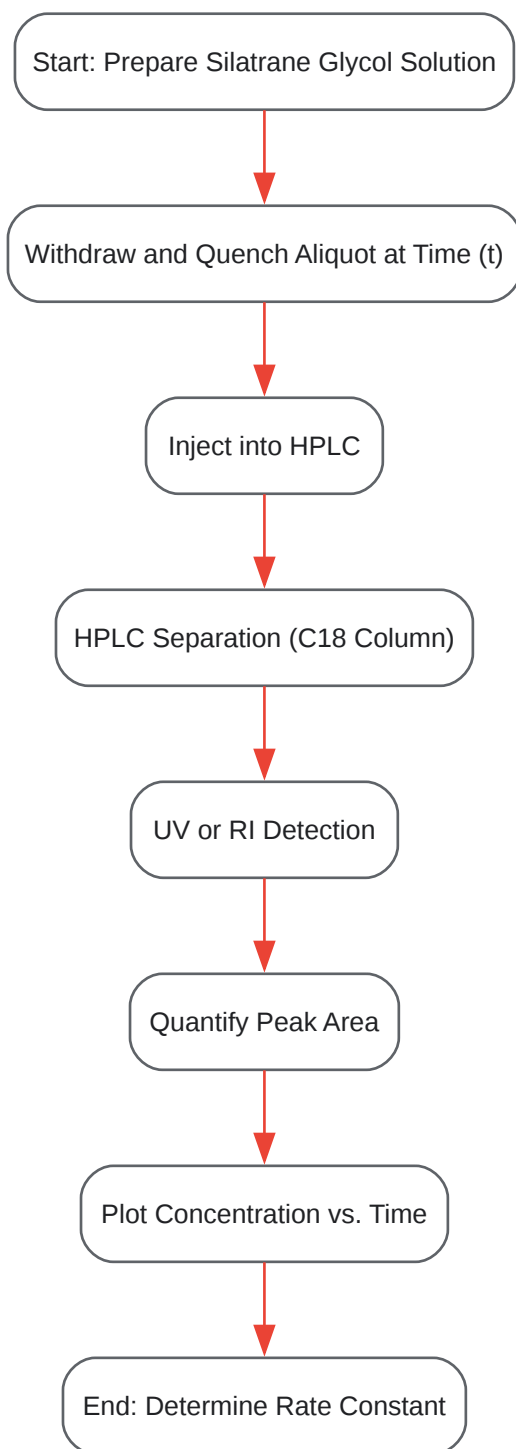 Start: Prepare Silatrane Glycol Solution
Withdraw and Quench Aliquot at Time (t)
Inject into HPLC
HPLC Separation (C18 Column)
UV or RI Detection
Quantify Peak Area
Plot Concentration vs. Time
End: Determine Rate Constant